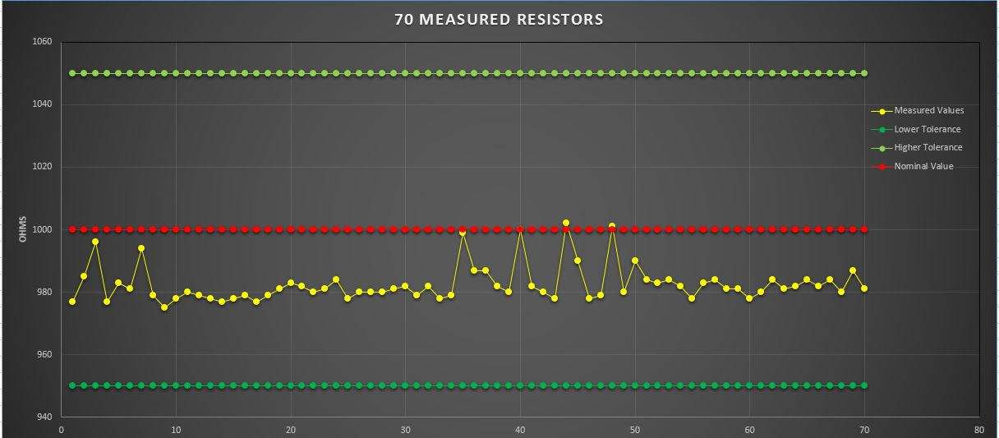 70 MEASURED RESISTORS
1060
1040
1020
1000
980
960
940
OHMS
0 10 20 30 40 50 60 70 80
Measured Values
Lower Tolerance
Higher Tolerance
Nominal Value